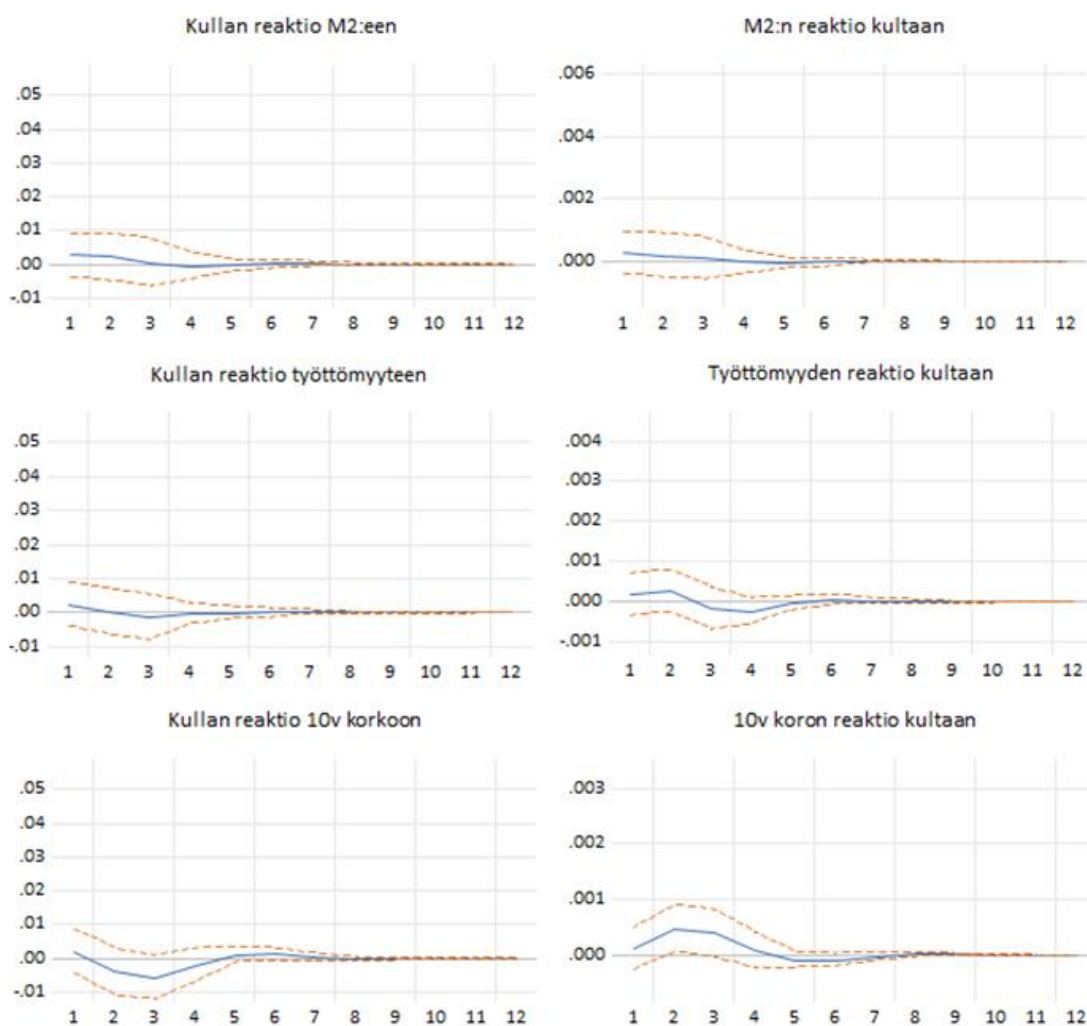 Kullan reaktio M2:een
.05
.04
.03
.02
.01
.00
-.01
1 2 3 4 5 6 7 8 9 10 11 12
M2:n reaktio kultaan
.006
.004
.002
.000
1 2 3 4 5 6 7 8 9 10 11 12
Kullan reaktio työttömyyteen
.05
.04
.03
.02
.01
.00
-.01
1 2 3 4 5 6 7 8 9 10 11 12
Työttömyyden reaktio kultaan
.004
.003
.002
.001
.000
-.001
1 2 3 4 5 6 7 8 9 10 11 12
Kullan reaktio 10v korkoon
.05
.04
.03
.02
.01
.00
-.01
1 2 3 4 5 6 7 8 9 10 11 12
10v koron reaktio kultaan
.003
.002
.001
.000
1 2 3 4 5 6 7 8 9 10 11 12